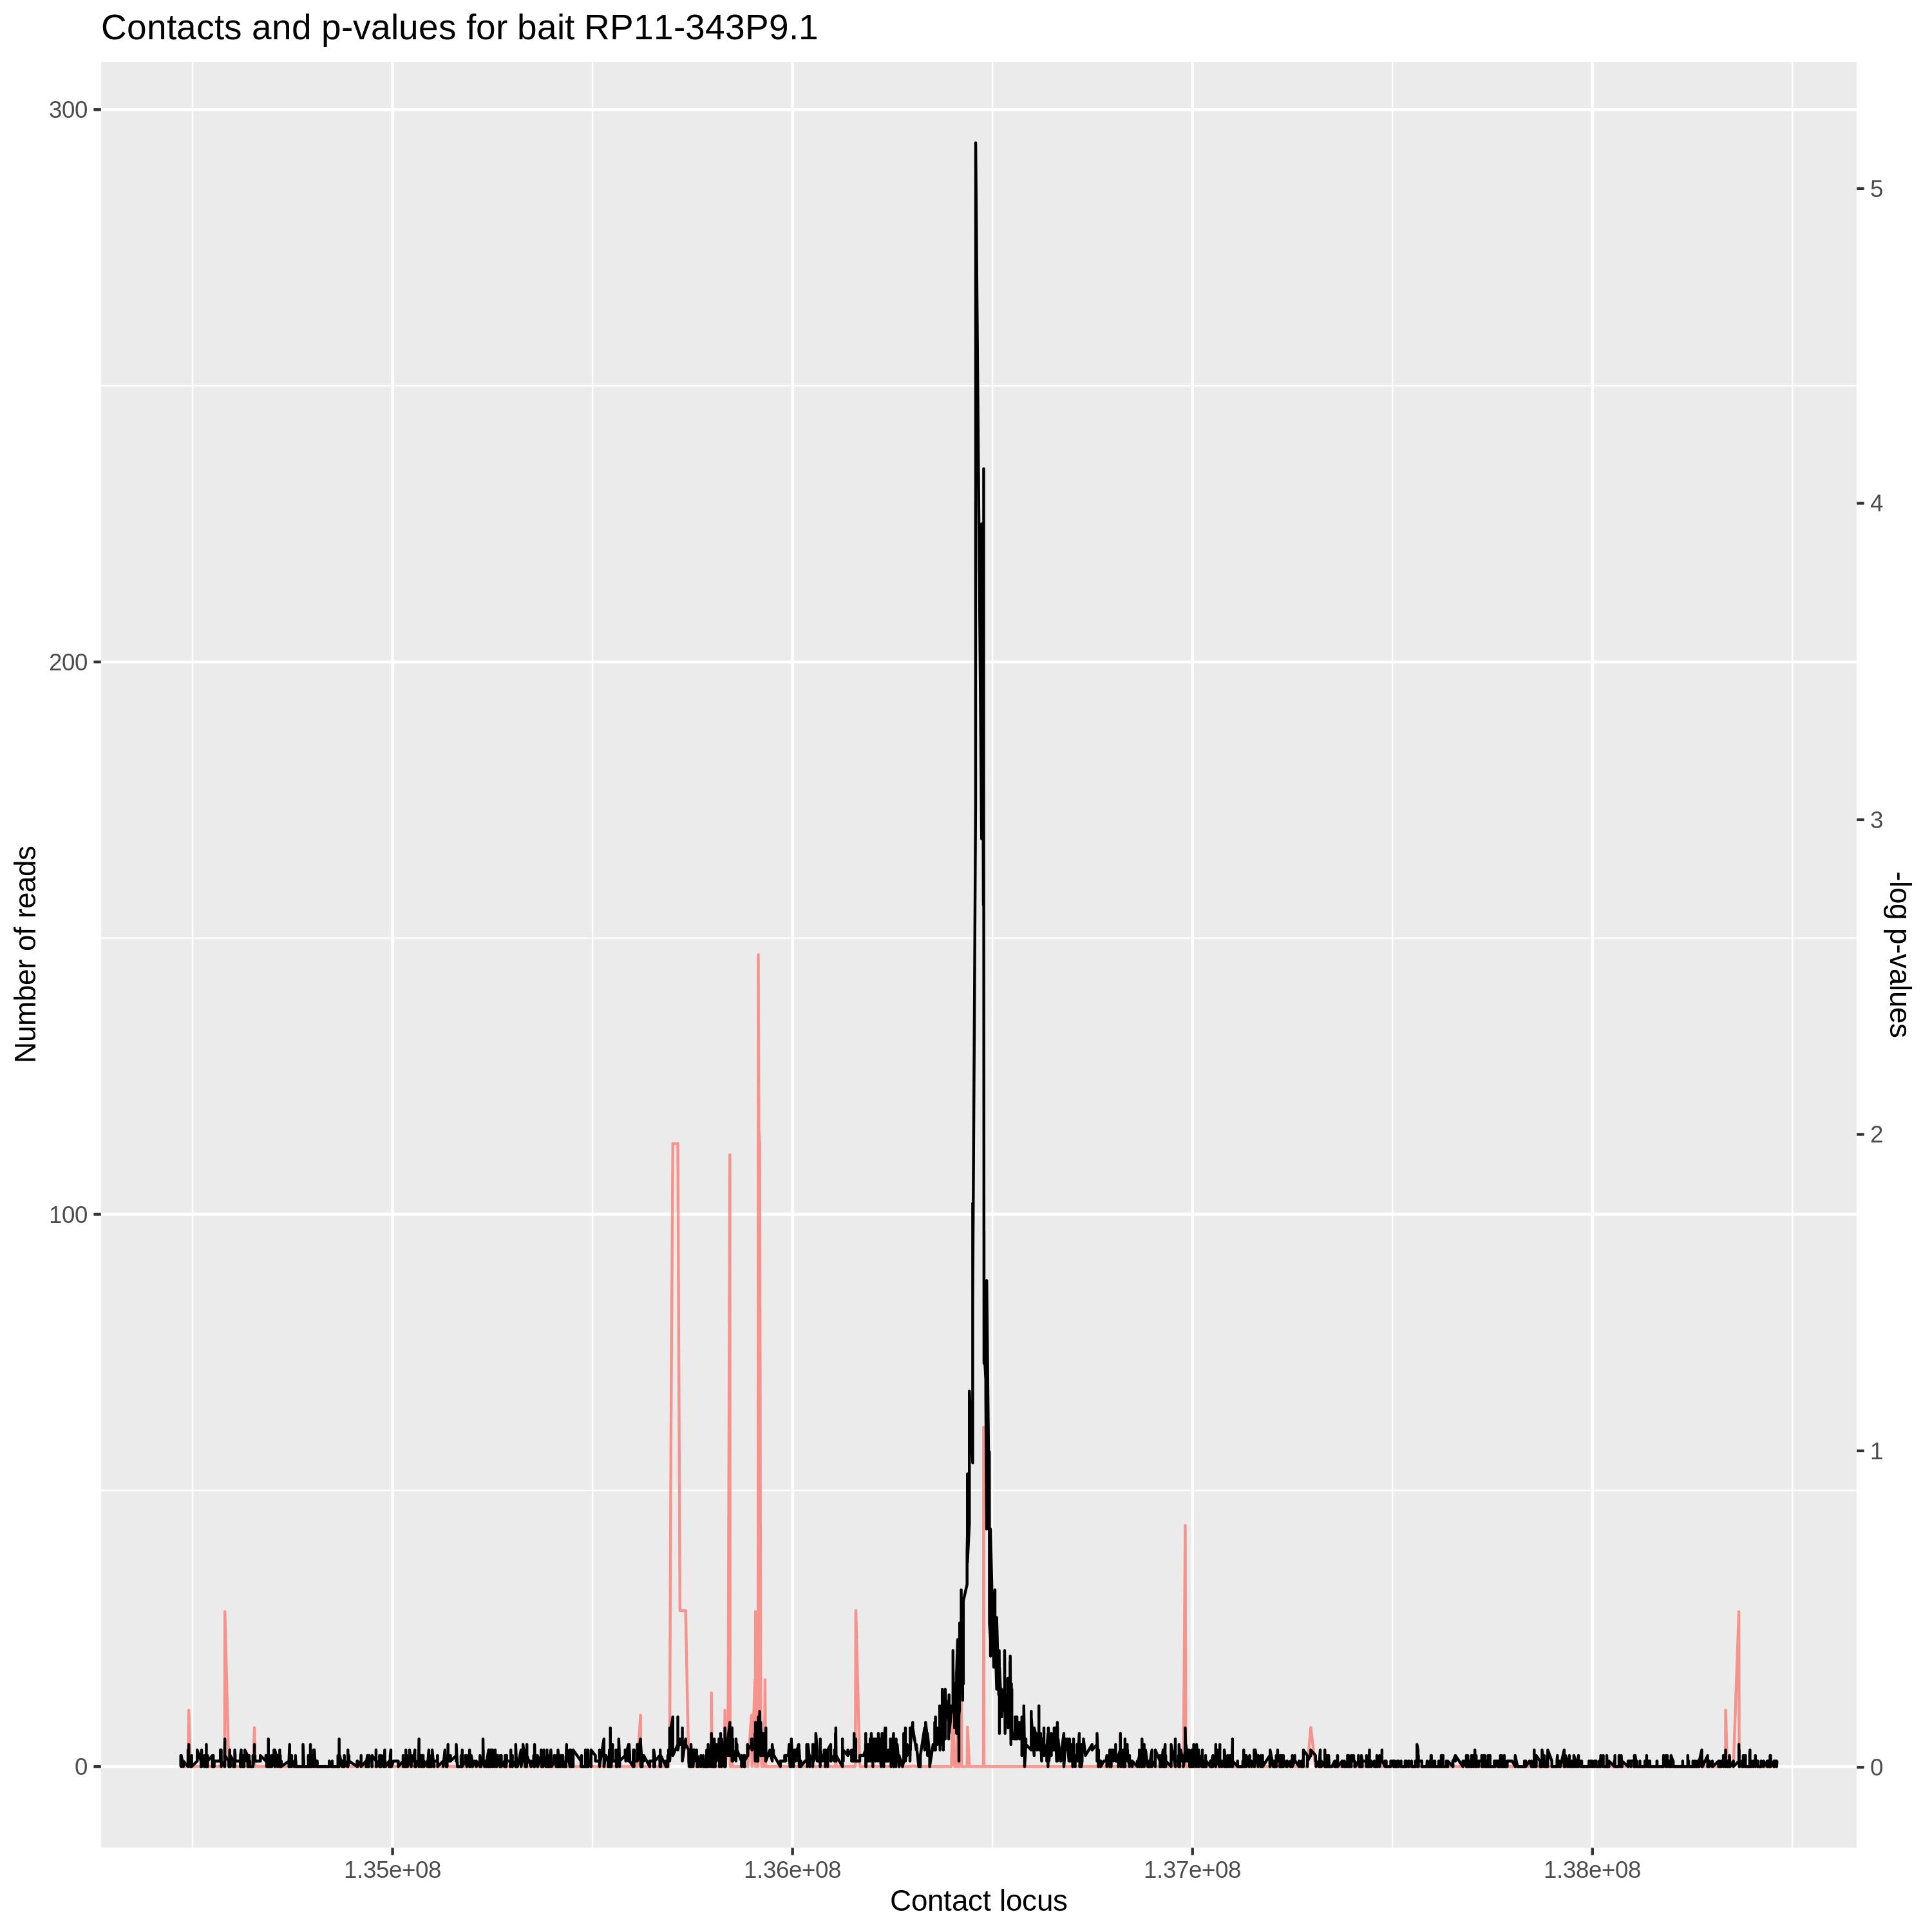 Contacts and p-values for bait RP11-343P9.1
300
200
100
0
Number of reads
5
4
3
2
1
0
-log p-values
1.35e+08
1.36e+08
1.37e+08
1.38e+08
Contact locus